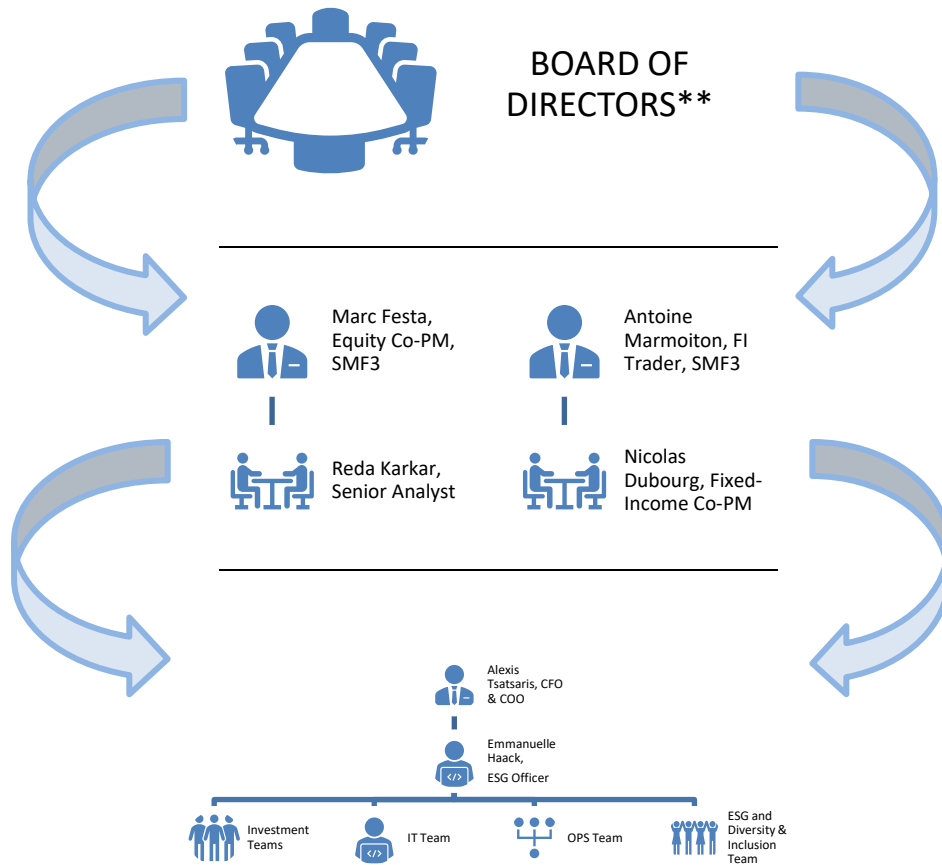 BOARD OF
DIRECTORS**
Marc Festa,
Equity Co-PM,
SMF3
Antoine
Marmoiton, FI
Trader, SMF3
Reda Karkar,
Senior Analyst
Nicolas
Dubourg, Fixed-
Income Co-PM
Alexis
Tsatsaris, CFO
& COO
Emmanuelle
Haack,
ESG Officer
</>
Investment
Teams
</>
IT Team
OPS Team
ESG and
Diversity &
Inclusion
Team